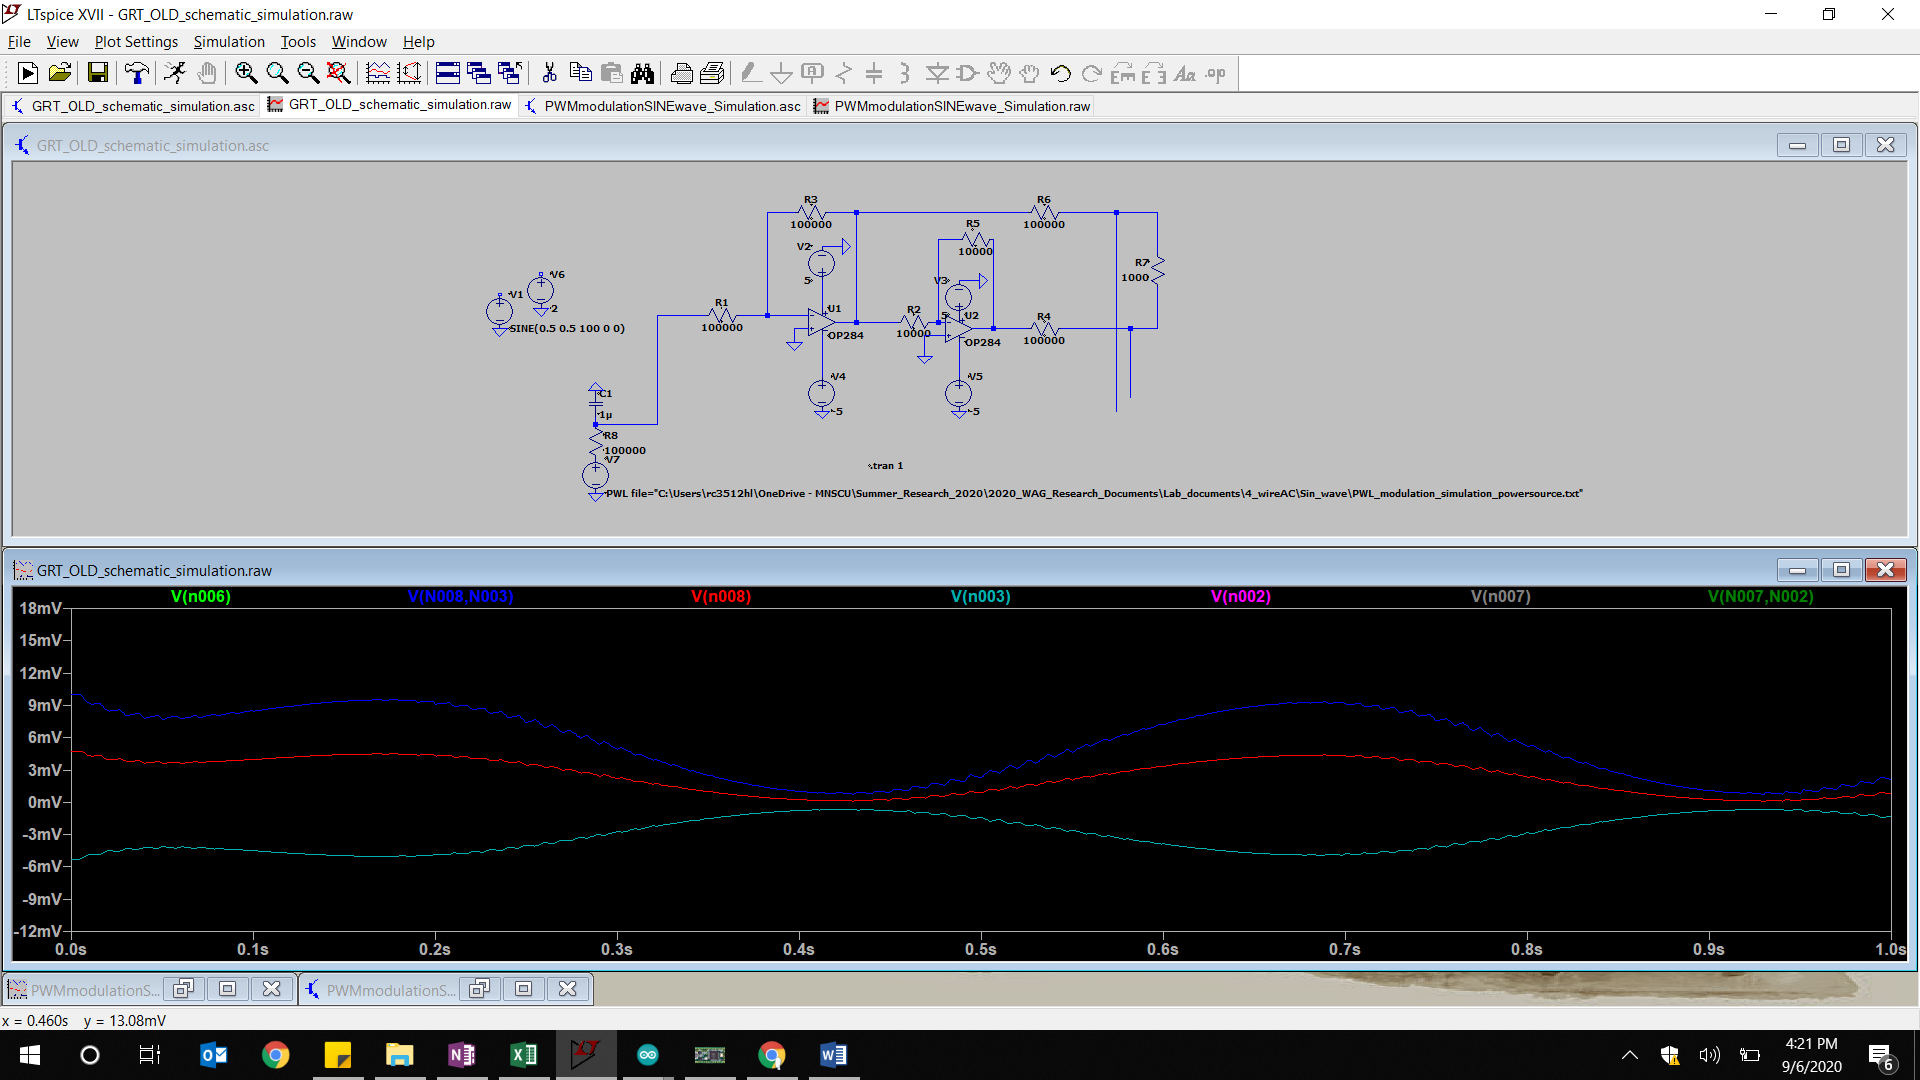 LTspice XVII - GRT_OLD_schematic_simulation.raw
File View Plot Settings Simulation Tools Window Help
GRT_OLD_schematic_simulation.asc GRT_OLD_schematic_simulation.raw PWMmodulationSINEwave_Simulation.asc PWMmodulationSINEwave_Simulation.raw
GRT_OLD_schematic_simulation.asc
R3
100000
R6
100000
R5
10000
V2
5
V3
5
R7
1000
V6
2
V1
SINE(0.5 0.5 100 0 0)
R1
100000
U1
OP284
R2
10000
U2
OP284
R4
100000
V4
-5
V5
-5
C1
1µ
R8
100000
V7
.tran 1
PWL file="C:\Users\rc3512hl\OneDrive - MNSCU\Summer_Research_2020\2020_WAG_Research_Documents\Lab_documents\4_wireAC\Sin_wave\PWL_modulation_simulation_powersource.txt"
GRT_OLD_schematic_simulation.raw
V(n006) V(N008,N003) V(n008) V(n003) V(n002) V(n007) V(N007,N002)
18mV
15mV
12mV
9mV
6mV
3mV
0mV
-3mV
-6mV
-9mV
-12mV
0.0s 0.1s 0.2s 0.3s 0.4s 0.5s 0.6s 0.7s 0.8s 0.9s 1.0s
PWMmodulationS... PWMmodulationS...
x = 0.460s y = 13.08mV
4:21 PM
9/6/2020
6